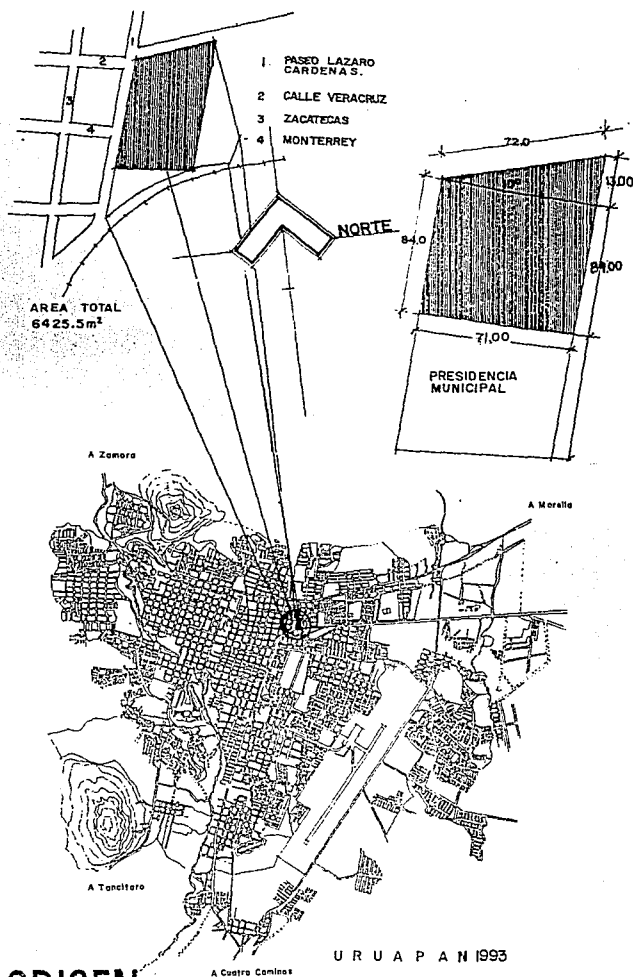 1 PASEO LAZARO
CARDENAS.
2 CALLE VERACRUZ
3 ZACATECAS
4 MONTERREY
1
2
3
4
NORTE
AREA TOTAL
6425.5m²
72.0
13.00
84.0
84.00
71.00
PRESIDENCIA
MUNICIPAL
A Zamora
A Morelia
A Tancitaro
A Cuatro Caminos
URUAPAN 1993